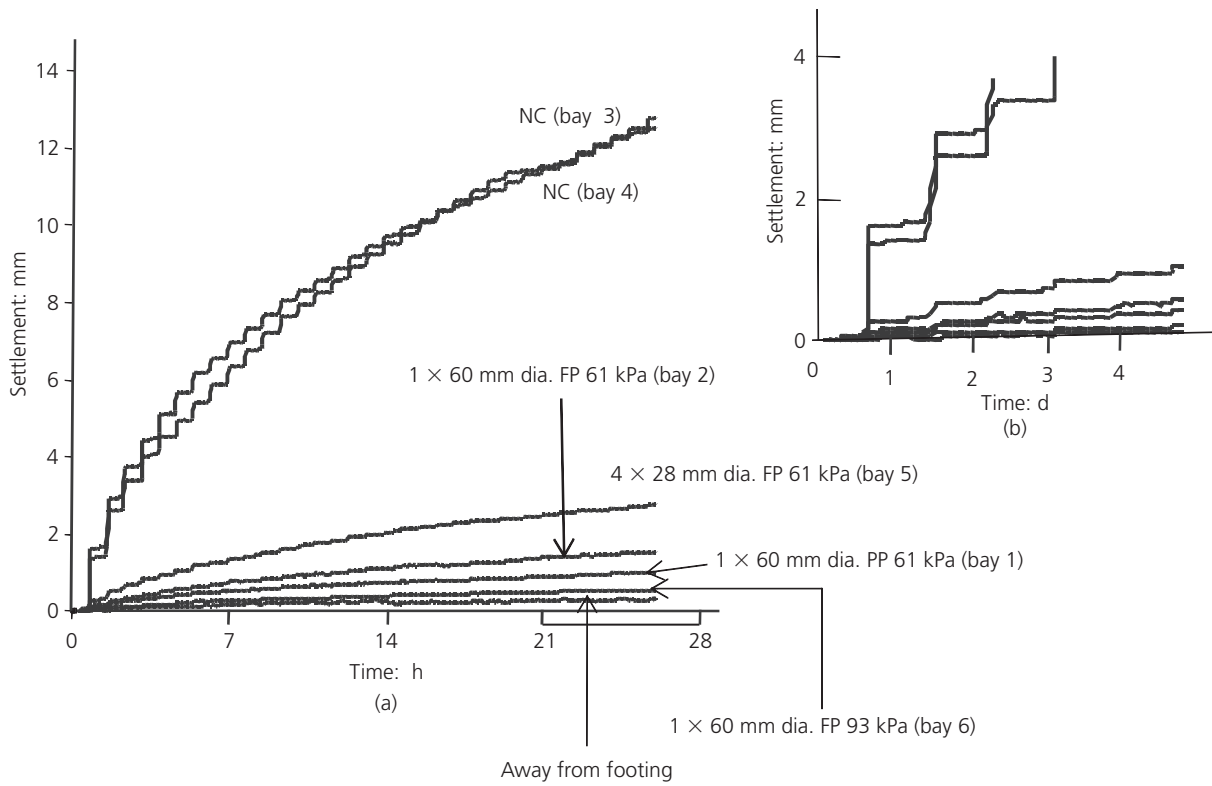 14
12
10
8
6
4
2
0
Settlement: mm
0
7
14
21
28
Time: h
(a)
NC (bay 3)
NC (bay 4)
1 × 60 mm dia. FP 61 kPa (bay 2)
4 × 28 mm dia. FP 61 kPa (bay 5)
1 × 60 mm dia. PP 61 kPa (bay 1)
1 × 60 mm dia. FP 93 kPa (bay 6)
Away from footing
4
2
0
Settlement: mm
0
1
2
3
4
Time: d
(b)